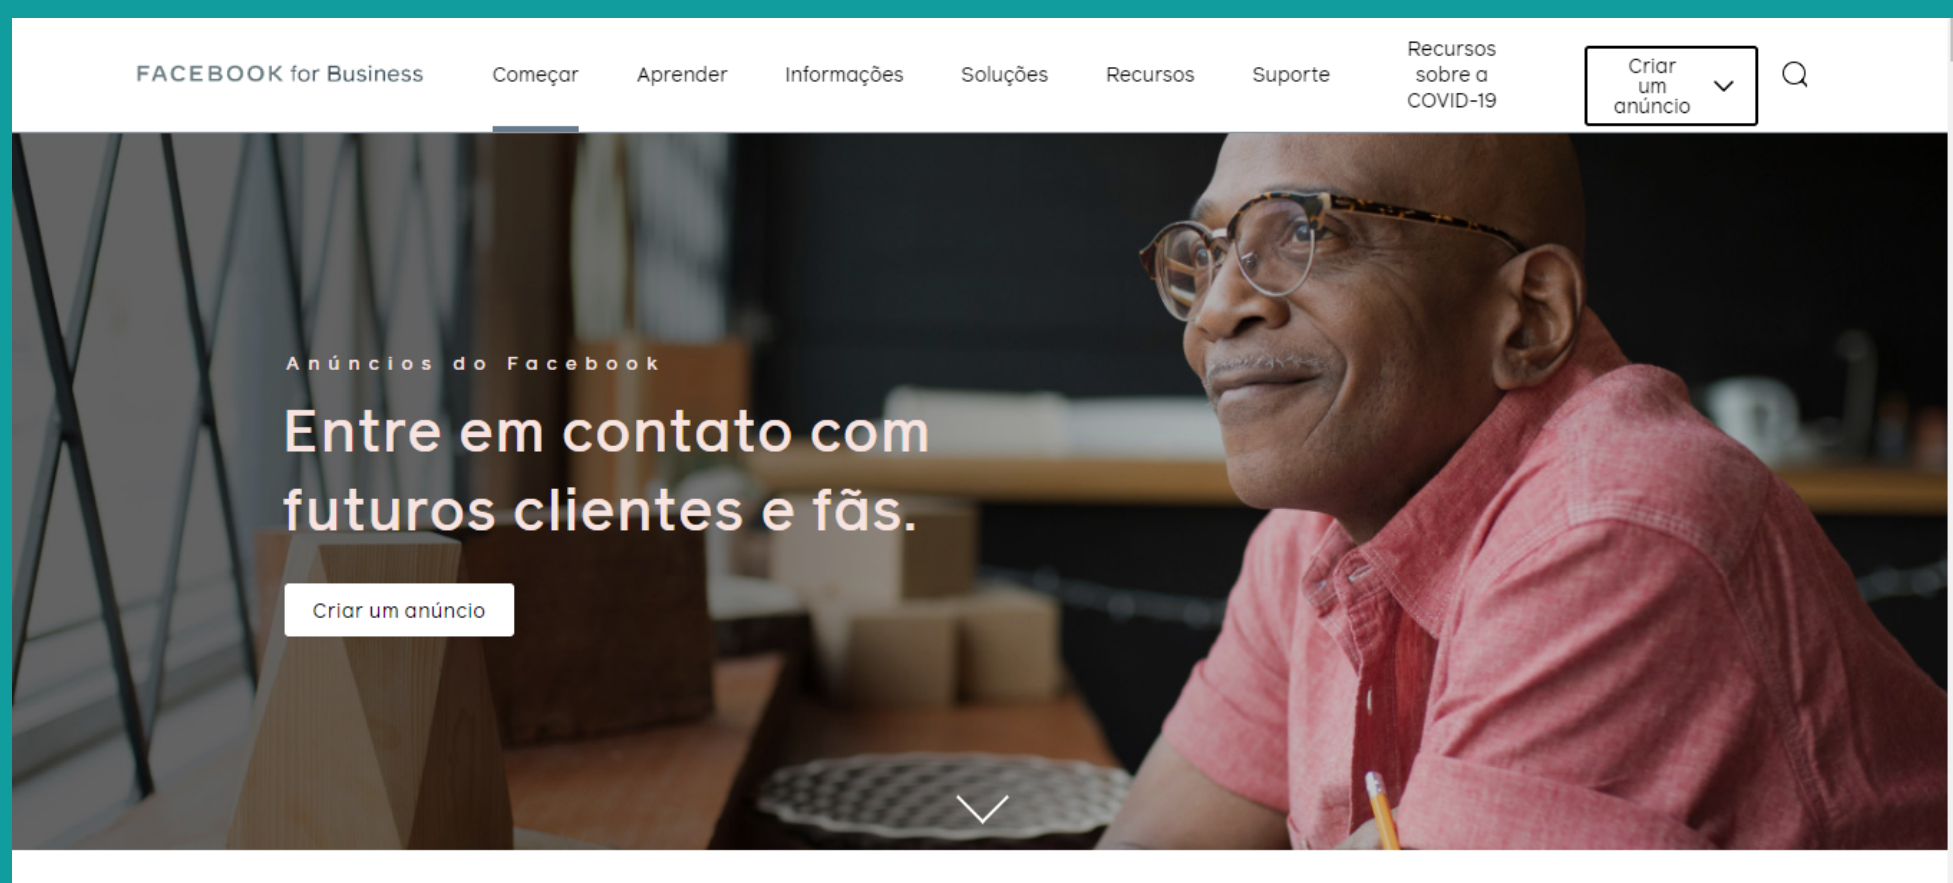 FACEBOOK for Business
Começar
Aprender
Informações
Soluções
Recursos
Suporte
Recursos
sobre a
COVID-19
Criar
um
anúncio
Anúncios do Facebook
Entre em contato com
futuros clientes e fãs.
Criar um anúncio